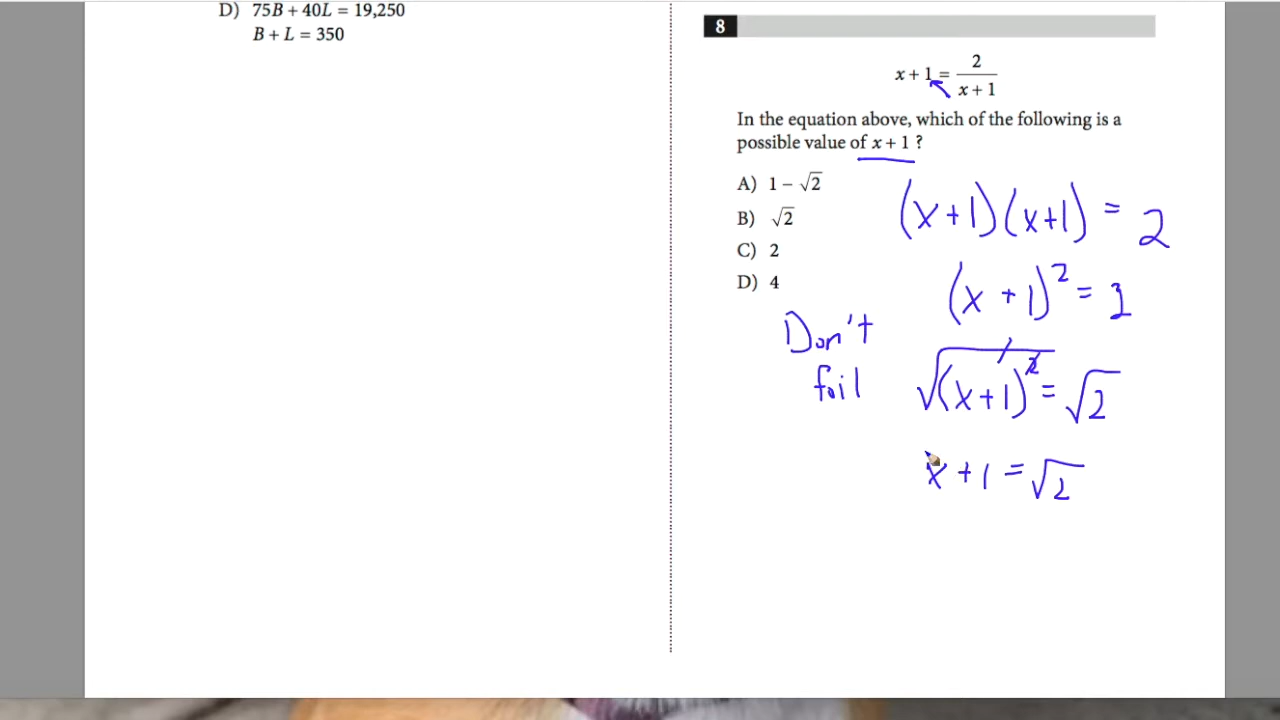 D) 75B + 40L = 19,250
B + L = 350
8
x + 1 = 2/(x + 1)
In the equation above, which of the following is a
possible value of x + 1 ?
A) 1 − √2
B) √2
C) 2
D) 4
(x+1)(x+1) = 2
(x + 1)² = 2
Don't
foil
√(x+1)² = √2
x + 1 = √2